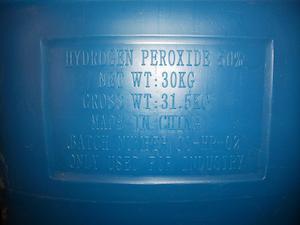 HYDROGEN PEROXIDE 50%
NET WT:30KG
GROSS WT:31.5KG
MADE IN CHINA
BATCH NUMBER
ONLY USED FOR INDUSTRY